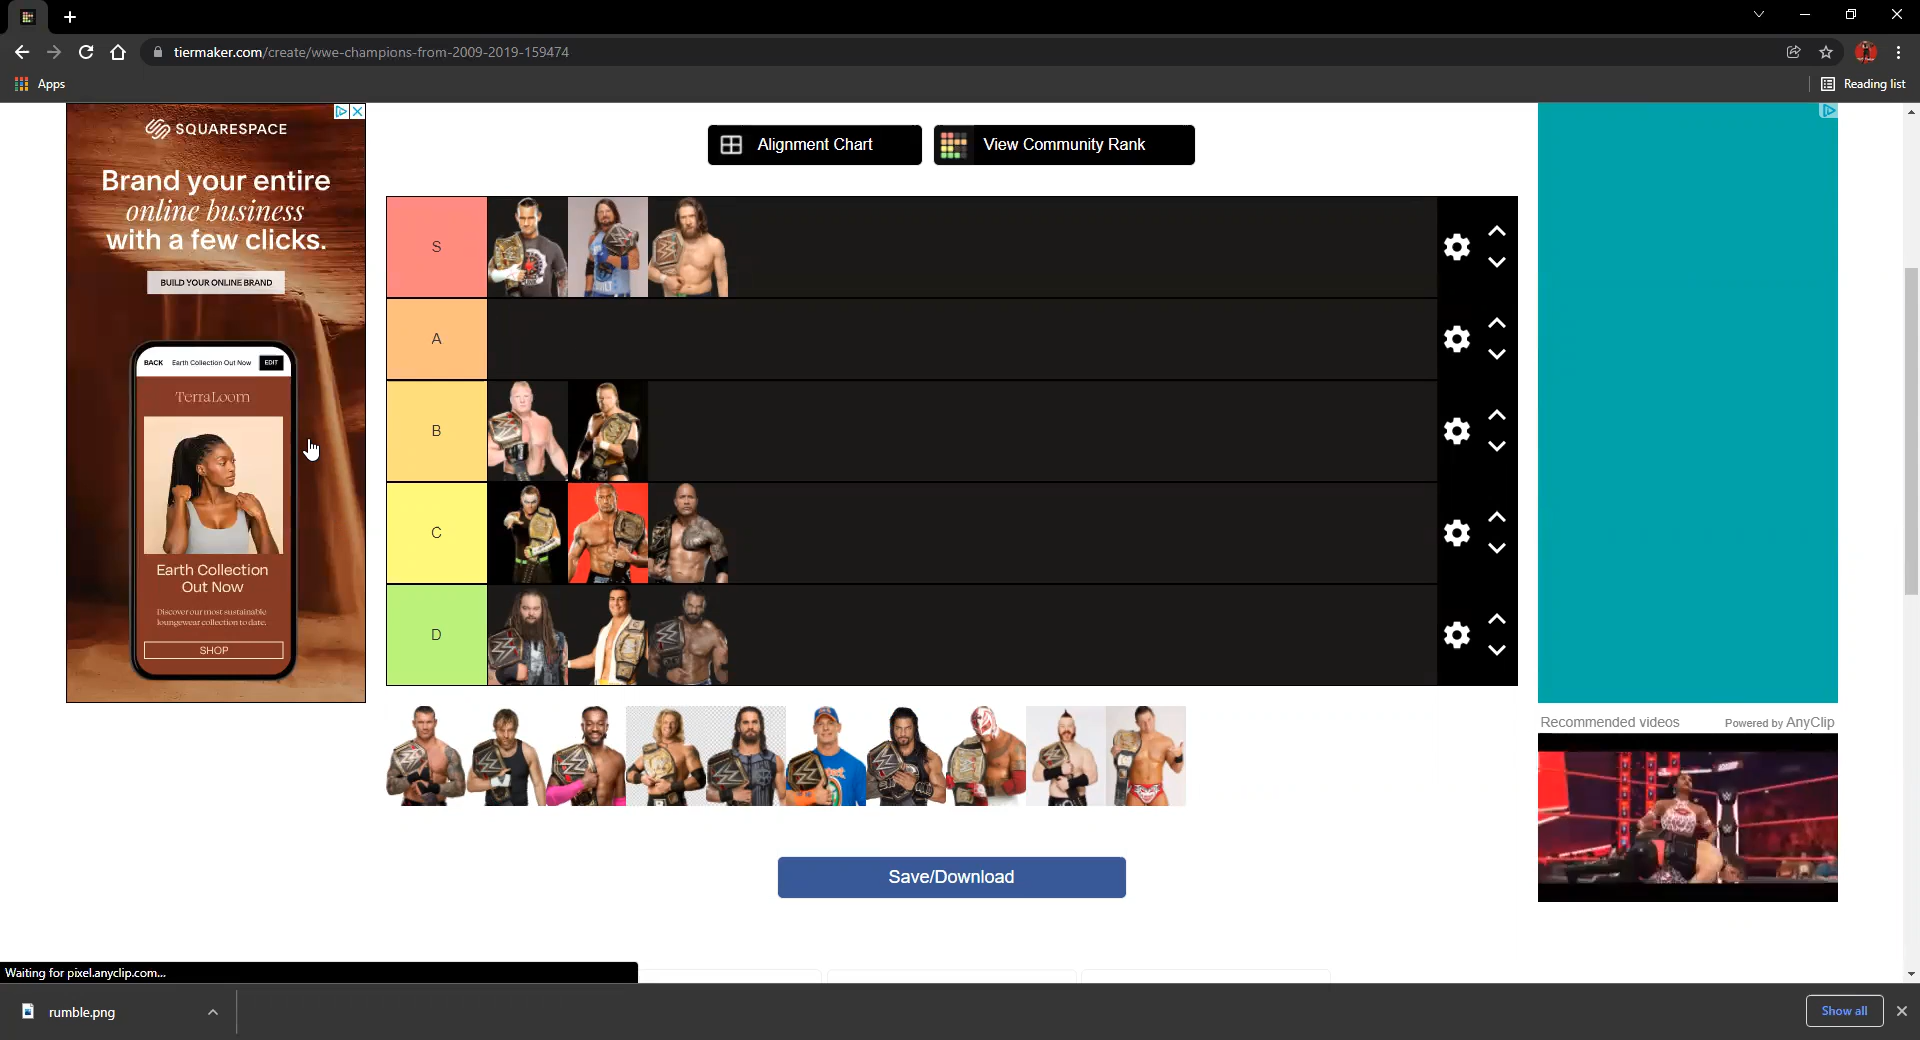 tiermaker.com/create/wwe-champions-from-2009-2019-159474
Apps
Reading list
SQUARESPACE
Brand your entire
online business
with a few clicks.
BUILD YOUR ONLINE BRAND
BACK Earth Collection Out Now EDIT
TerraLoom
Earth Collection
Out Now
Discover our most sustainable
loungewear collection to date.
SHOP
Alignment Chart
View Community Rank
S
A
B
C
D
Save/Download
Recommended videos
Powered by AnyClip
Waiting for pixel.anyclip.com...
rumble.png
Show all